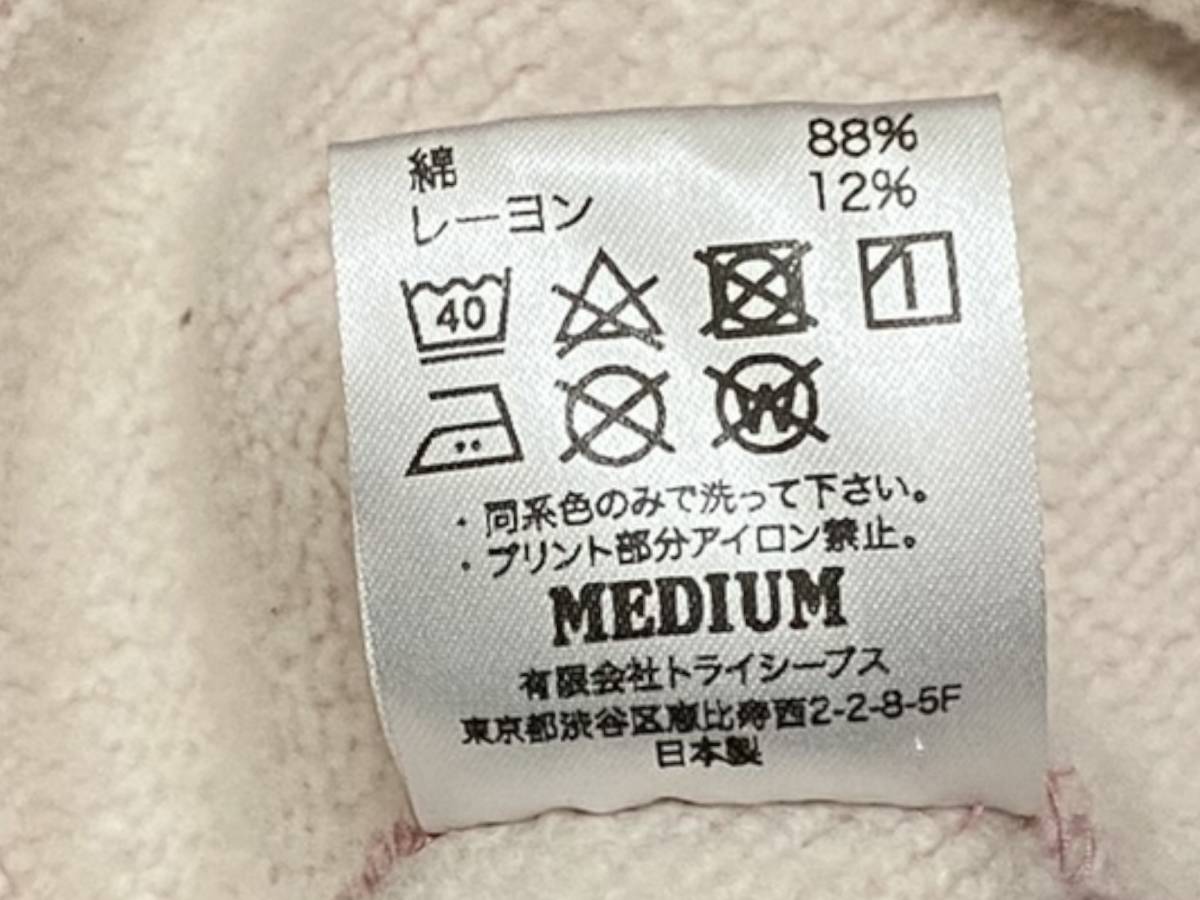 綿 88%
レーヨン 12%
40
W
・同系色のみで洗って下さい。
・プリント部分アイロン禁止。
MEDIUM
有限会社トライシープス
東京都渋谷区恵比寿西2-2-8-5F
日本製